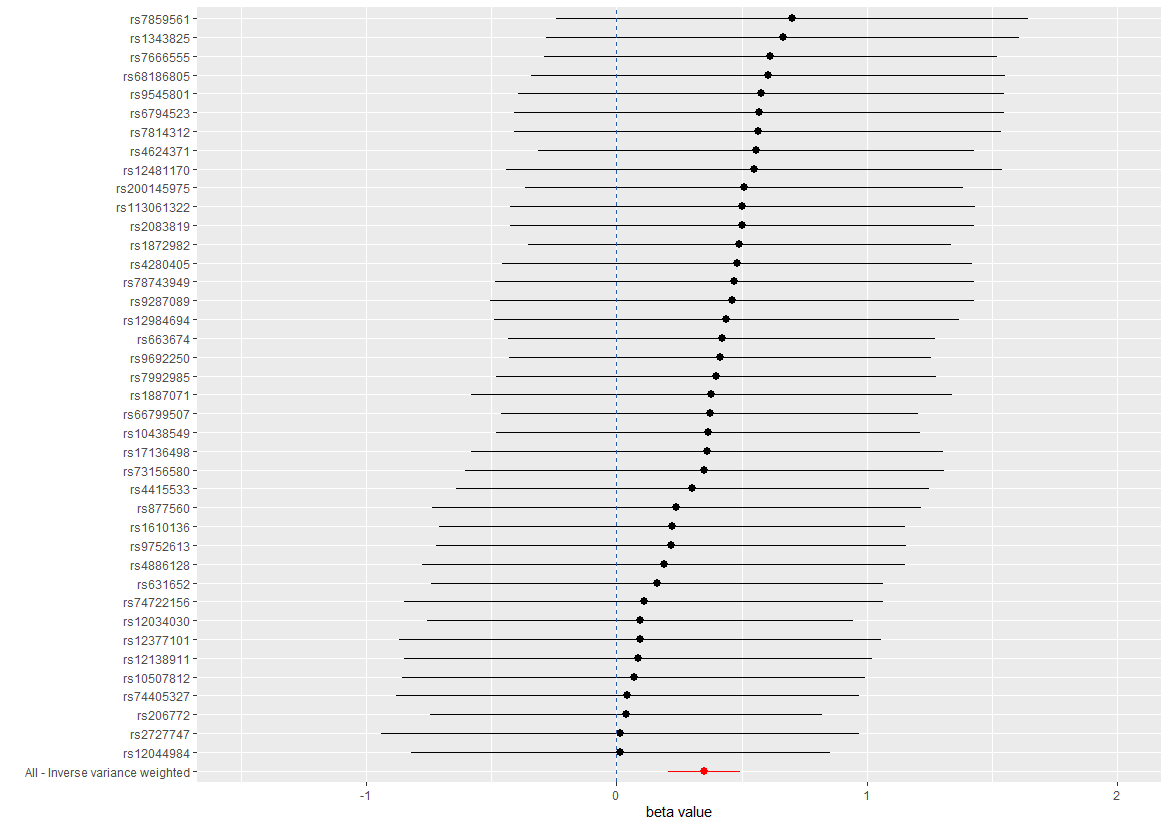 rs7859561
rs1343825
rs7666555
rs68186805
rs9545801
rs6794523
rs7814312
rs4624371
rs12481170
rs200145975
rs113061322
rs2083819
rs1872982
rs4280405
rs78743949
rs9287089
rs12984694
rs663674
rs9692250
rs7992985
rs1887071
rs66799507
rs10438549
rs17136498
rs73156580
rs4415533
rs877560
rs1610136
rs9752613
rs4886128
rs631652
rs74722156
rs12034030
rs12377101
rs12138911
rs10507812
rs74405327
rs206772
rs2727747
rs12044984
All - Inverse variance weighted
-1 0 1 2
beta value